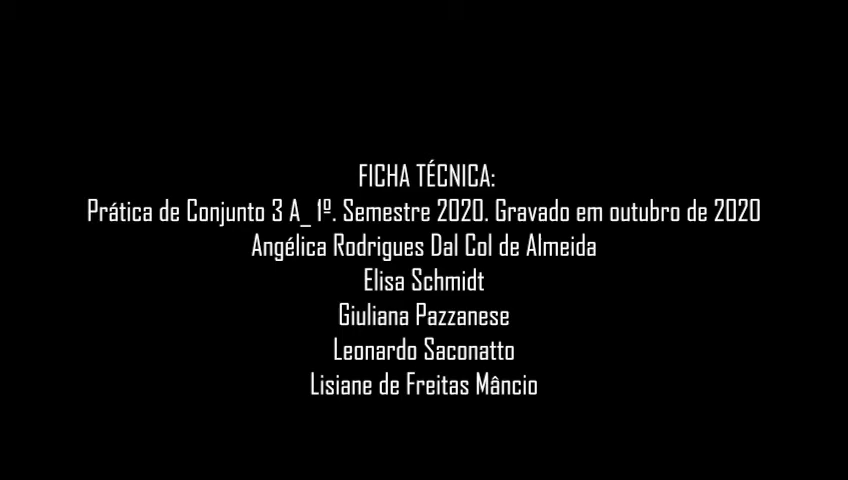 FICHA TÉCNICA:
Prática de Conjunto 3 A_ 1º. Semestre 2020. Gravado em outubro de 2020
Angélica Rodrigues Dal Col de Almeida
Elisa Schmidt
Giuliana Pazzanese
Leonardo Saconatto
Lisiane de Freitas Mâncio